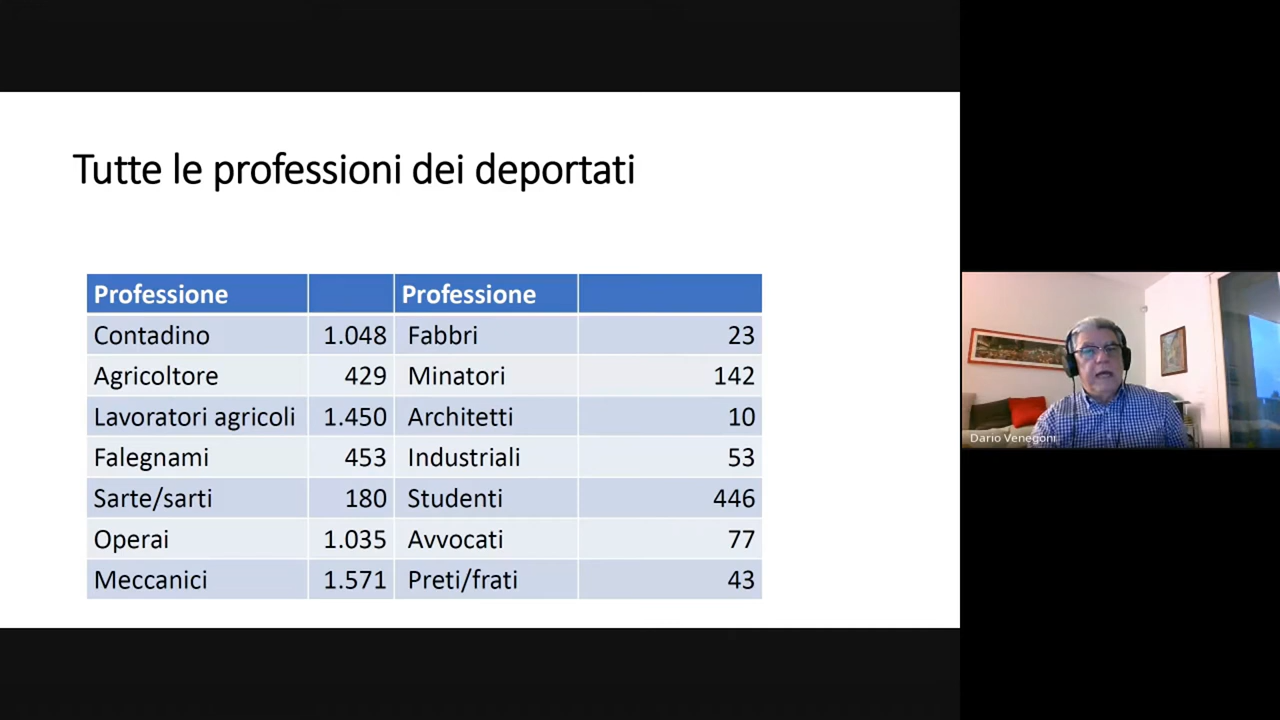 Tutte le professioni dei deportati
Professione Professione
Contadino 1.048 Fabbri 23
Agricoltore 429 Minatori 142
Lavoratori agricoli 1.450 Architetti 10
Falegnami 453 Industriali 53
Sarte/sarti 180 Studenti 446
Operai 1.035 Avvocati 77
Meccanici 1.571 Preti/frati 43
Dario Venegoni